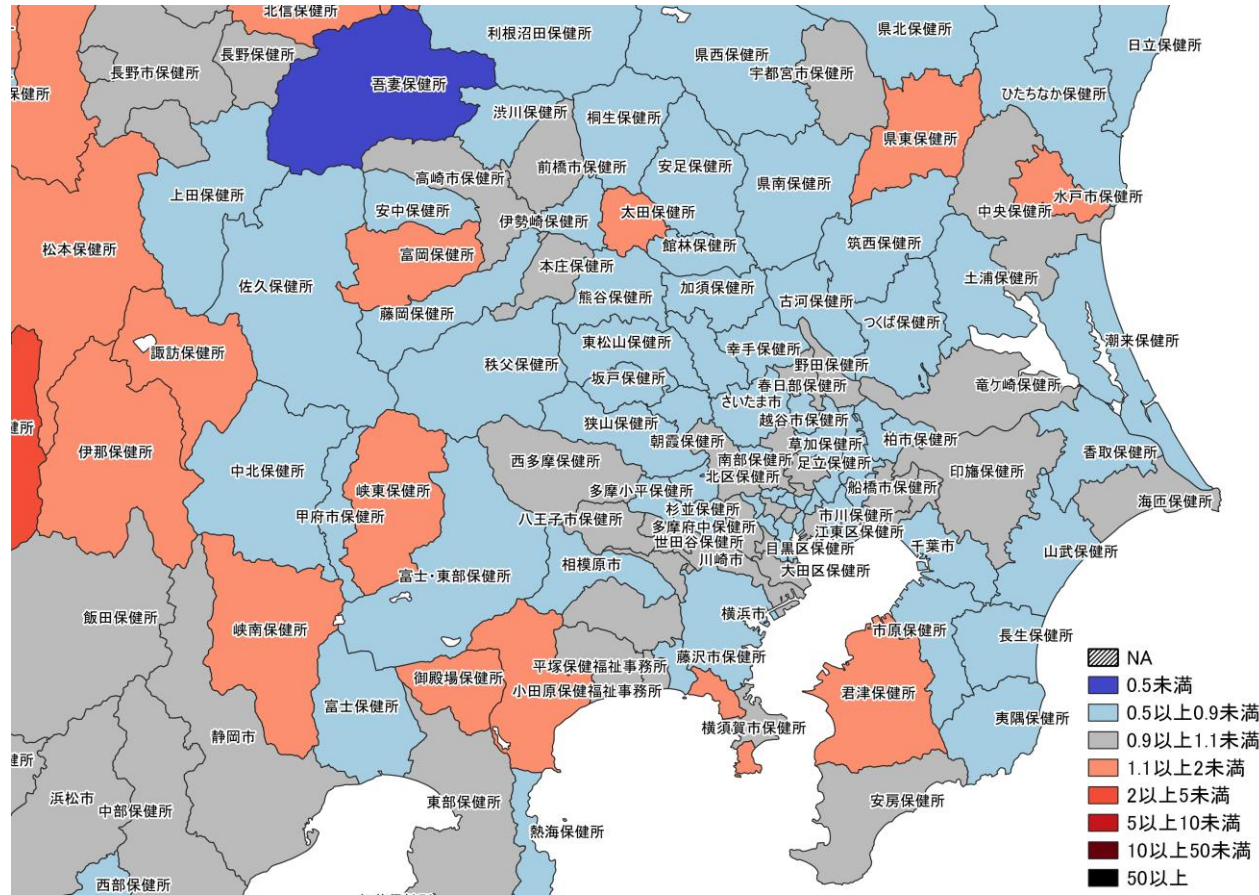 北信保健所
利根沼田保健所
県北保健所
日立保健所
長野市保健所
長野保健所
県西保健所
宇都宮市保健所
保健所
吾妻保健所
渋川保健所
桐生保健所
ひたちなか保健所
県東保健所
前橋市保健所
安足保健所
高崎市保健所
県南保健所
上田保健所
安中保健所
伊勢崎保健所
太田保健所
中央保健所
水戸市保健所
松本保健所
富岡保健所
館林保健所
筑西保健所
本庄保健所
土浦保健所
佐久保健所
熊谷保健所
加須保健所
古河保健所
藤岡保健所
つくば保健所
東松山保健所
幸手保健所
潮来保健所
諏訪保健所
秩父保健所
坂戸保健所
野田保健所
春日部保健所
竜ケ崎保健所
さいたま市
狭山保健所
越谷市保健所
健所
伊那保健所
朝霞保健所
草加保健所
柏市保健所
香取保健所
中北保健所
峡東保健所
西多摩保健所
南部保健所
足立保健所
北区保健所
印旛保健所
多摩小平保健所
船橋市保健所
海匝保健所
甲府市保健所
八王子市保健所
杉並保健所
市川保健所
多摩府中保健所
江東区保健所
世田谷保健所
目黒区保健所
千葉市
山武保健所
富士・東部保健所
相模原市
川崎市
大田区保健所
飯田保健所
峡南保健所
横浜市
市原保健所
長生保健所
御殿場保健所
平塚保健福祉事務所
藤沢市保健所
小田原保健福祉事務所
君津保健所
富士保健所
横須賀市保健所
夷隅保健所
静岡市
健所
浜松市
中部保健所
東部保健所
安房保健所
熱海保健所
西部保健所
NA
0.5未満
0.5以上0.9未満
0.9以上1.1未満
1.1以上2未満
2以上5未満
5以上10未満
10以上50未満
50以上